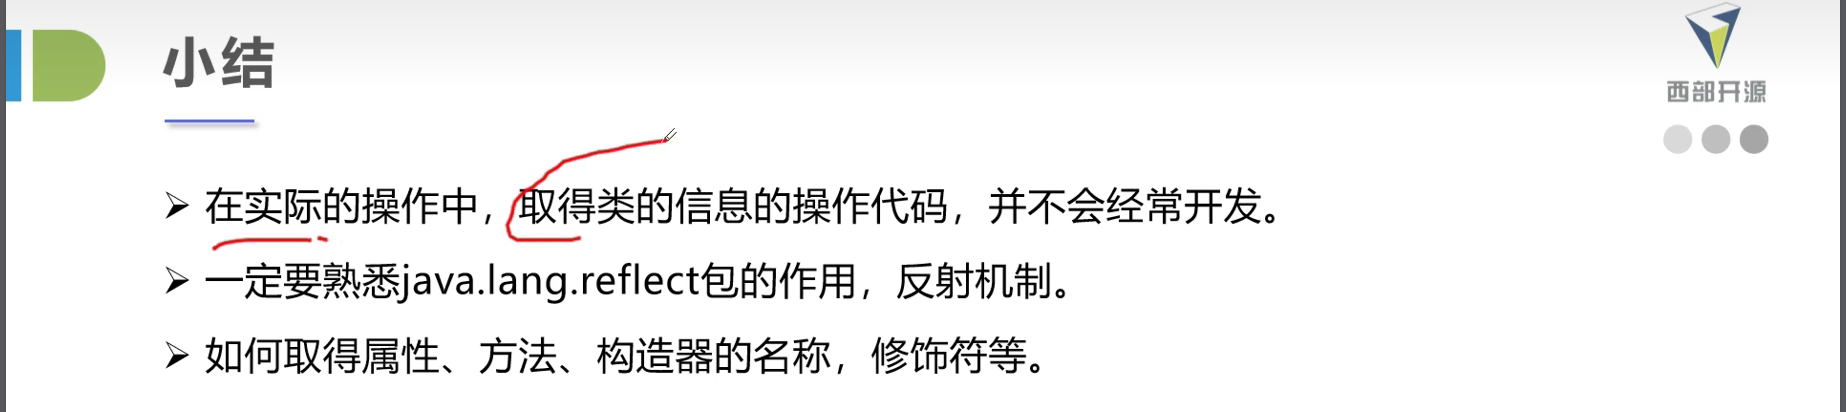 小结
西部开源
在实际的操作中，取得类的信息的操作代码，并不会经常开发。
一定要熟悉java.lang.reflect包的作用，反射机制。
如何取得属性、方法、构造器的名称，修饰符等。